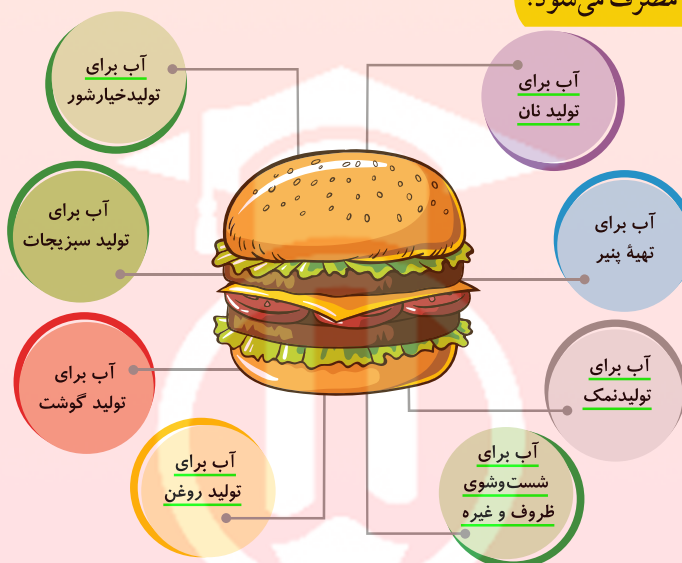 مصرف می‌شود.
آب برای
تولید نان
آب برای
تولیدخیارشور
آب برای
تهیهٔ پنیر
آب برای
تولید سبزیجات
آب برای
تولیدنمک
آب برای
تولید گوشت
آب برای
شست‌وشوی
ظروف و غیره
آب برای
تولید روغن